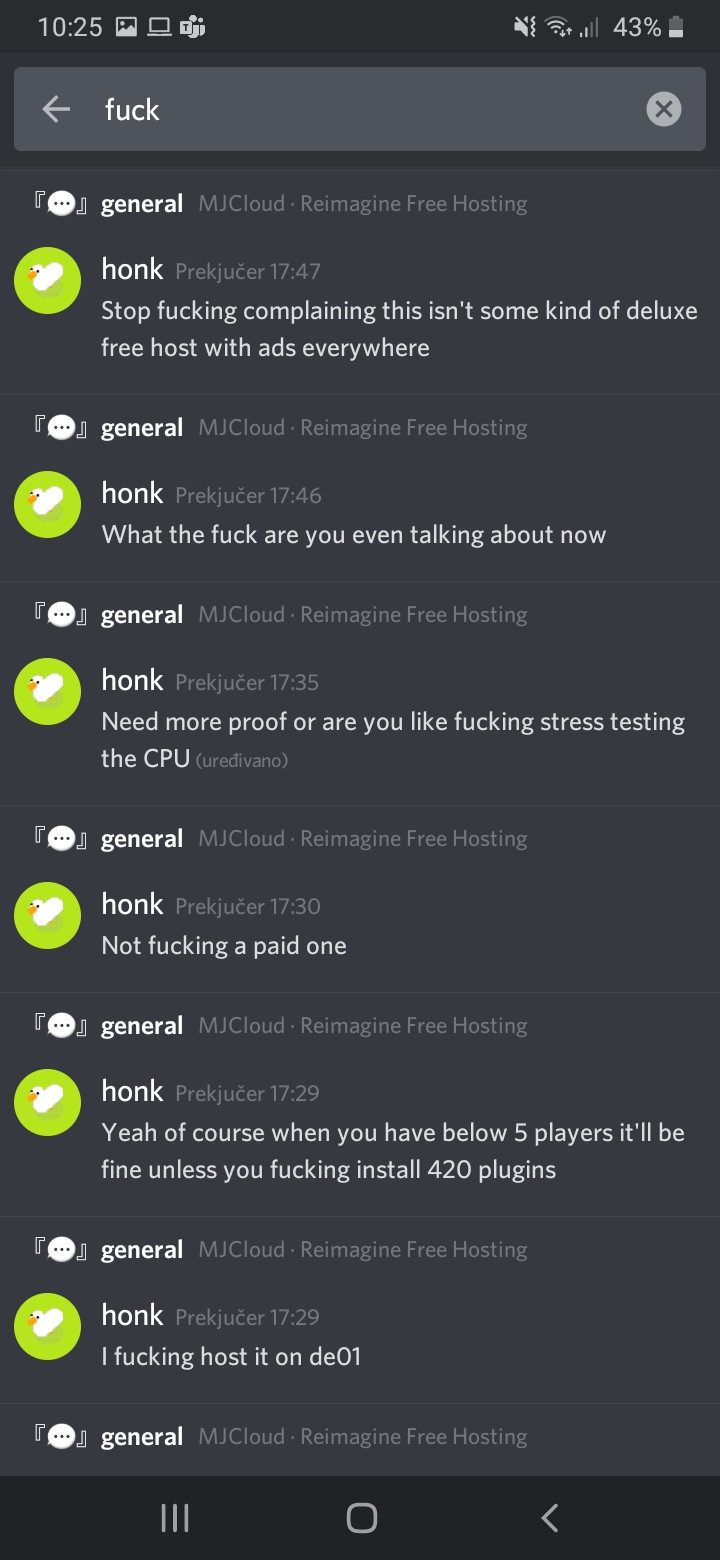 10:25 43%
fuck
『💬』 general MJCloud · Reimagine Free Hosting
honk Prekjučer 17:47
Stop fucking complaining this isn't some kind of deluxe
free host with ads everywhere
『💬』 general MJCloud · Reimagine Free Hosting
honk Prekjučer 17:46
What the fuck are you even talking about now
『💬』 general MJCloud · Reimagine Free Hosting
honk Prekjučer 17:35
Need more proof or are you like fucking stress testing
the CPU (uređivano)
『💬』 general MJCloud · Reimagine Free Hosting
honk Prekjučer 17:30
Not fucking a paid one
『💬』 general MJCloud · Reimagine Free Hosting
honk Prekjučer 17:29
Yeah of course when you have below 5 players it'll be
fine unless you fucking install 420 plugins
『💬』 general MJCloud · Reimagine Free Hosting
honk Prekjučer 17:29
I fucking host it on de01
『💬』 general MJCloud · Reimagine Free Hosting